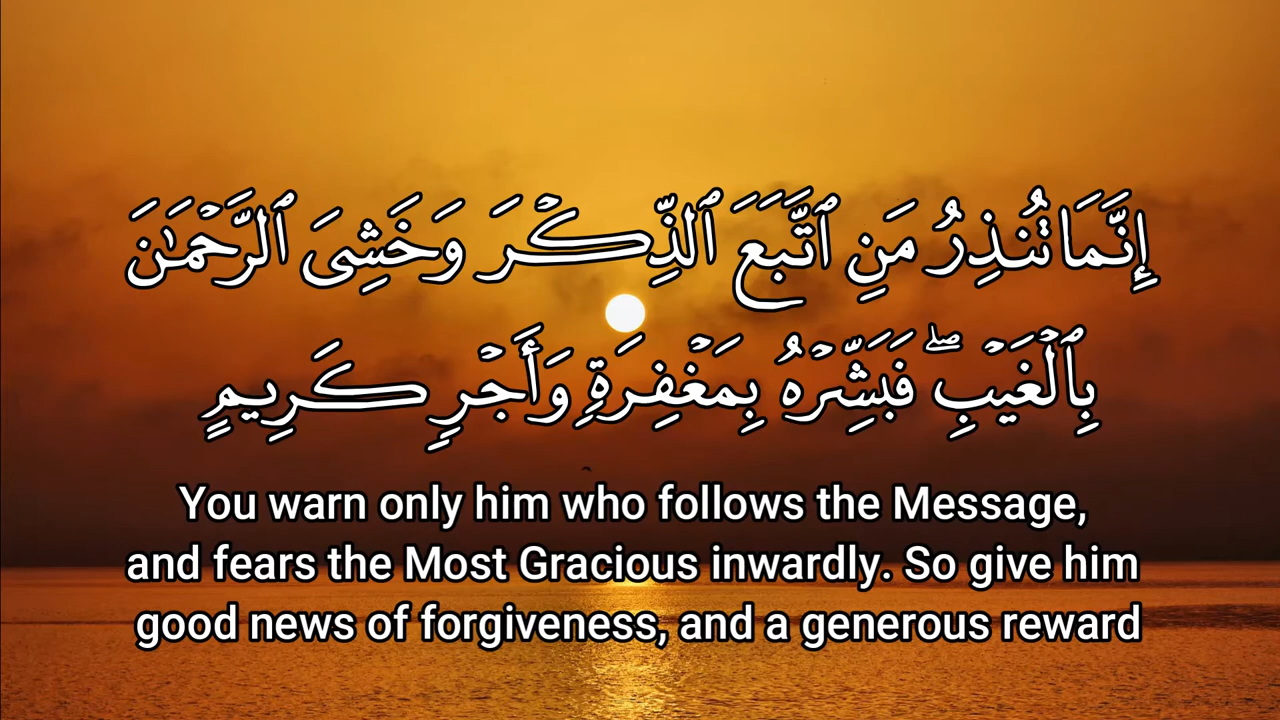 إِنَّمَا تُنذِرُ مَنِ ٱتَّبَعَ ٱلذِّكْرَ وَخَشِىَ ٱلرَّحْمَـٰنَ
بِٱلْغَيْبِ ۖ فَبَشِّرْهُ بِمَغْفِرَةٍ وَأَجْرٍ كَرِيمٍ
You warn only him who follows the Message,
and fears the Most Gracious inwardly. So give him
good news of forgiveness, and a generous reward